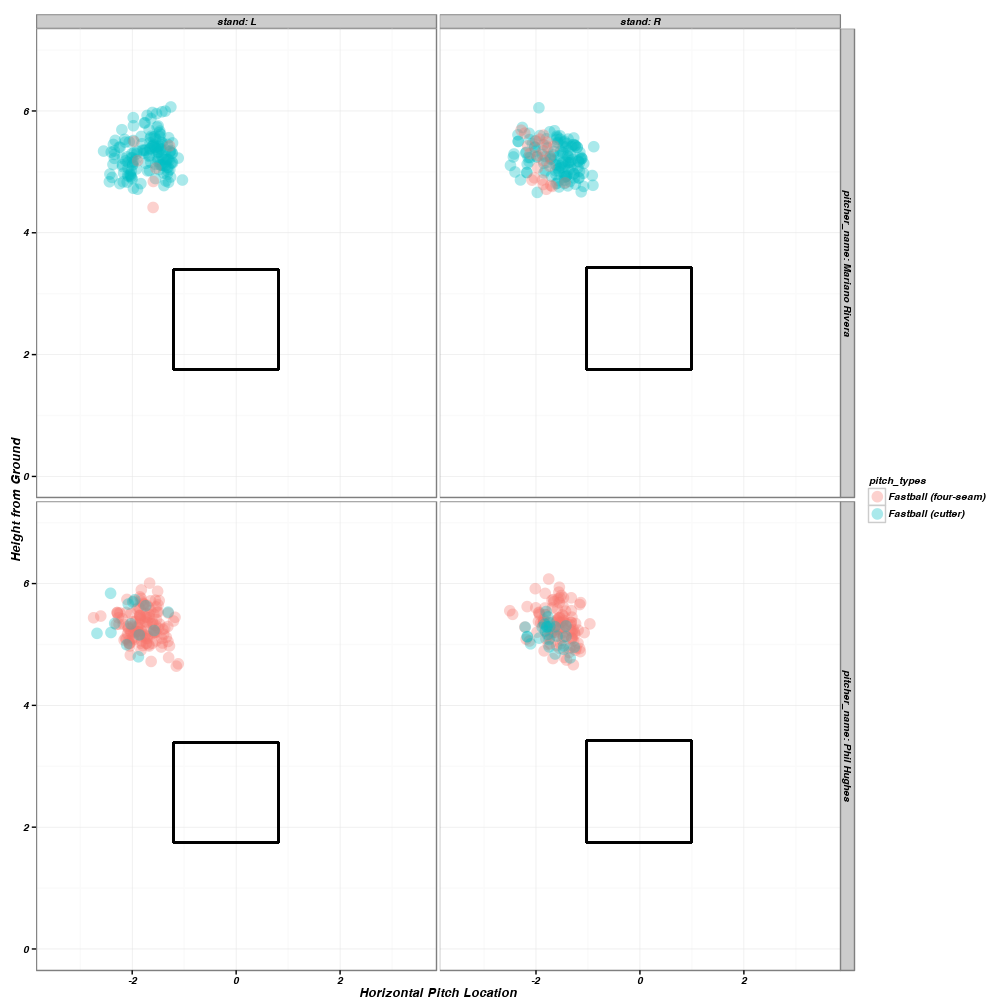 stand: L
stand: R
6
4
2
0
pitcher_name: Mariano Rivera
Height from Ground
pitch_types
Fastball (four-seam)
Fastball (cutter)
6
4
2
0
pitcher_name: Phil Hughes
-2
0
2
-2
0
2
Horizontal Pitch Location